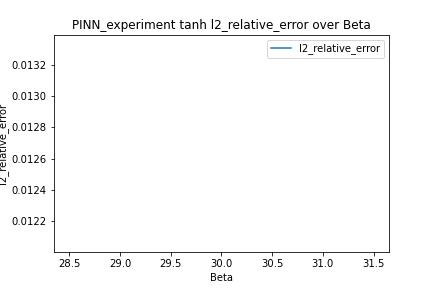 PINN_experiment tanh l2_relative_error over Beta
l2_relative_error
0.0132
0.0130
0.0128
0.0126
0.0124
0.0122
l2_relative_error
28.5 29.0 29.5 30.0 30.5 31.0 31.5
Beta